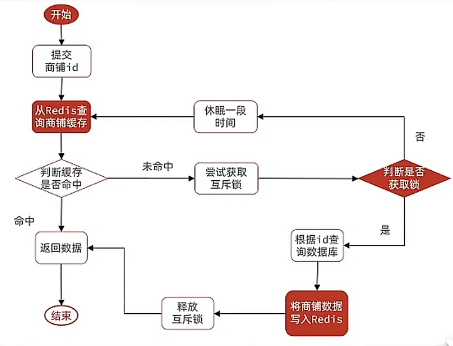 开始
提交
商铺id
从Redis查
询商铺缓存
休眠一段
时间
否
判断缓存
是否命中
未命中
尝试获取
互斥锁
判断是否
获取锁
命中
是
返回数据
根据id查
询数据库
结束
释放
互斥锁
将商铺数据
写入Redis